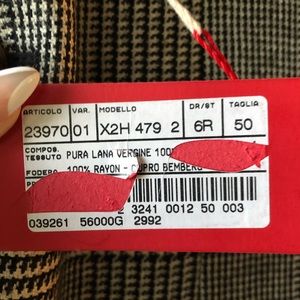 ARTICOLO VAR. MODELLO DR/ST TAGLIA
23970 01 X2H 479 2 6R 50
COMPOS.
TESSUTO PURA LANA VERGINE 100%
FODERA 100% RAYON - CUPRO BEMBERG
2 3241 0012 50 003
039261 56000G 2992